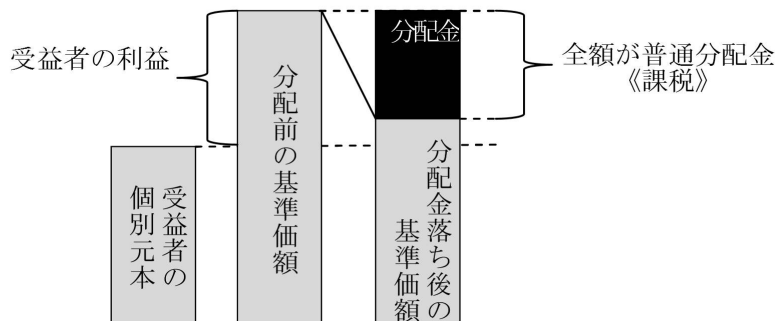 受益者の利益
分配前の基準価額
分配金
全額が普通分配金
《課税》
受益者の
個別元本
分配金落ち後の
基準価額